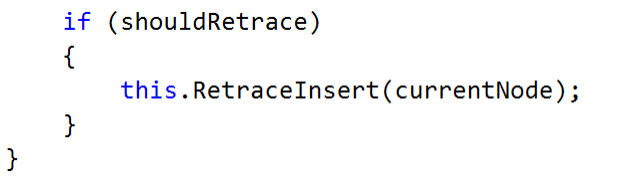 if (shouldRetrace)
{
this.RetraceInsert(currentNode);
}
}